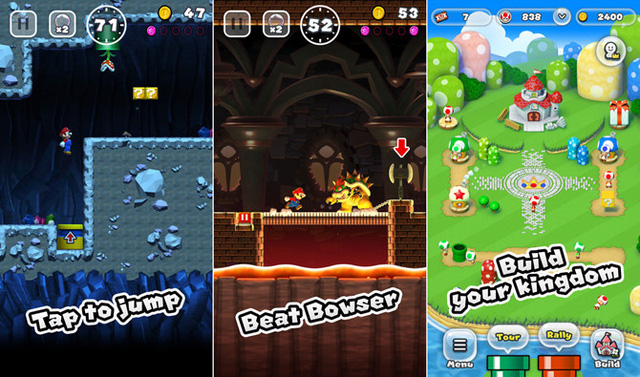 71
47
x2
Tap to jump
52
53
x2
Beat Bowser
7
838
2400
Build
your kingdom
Menu
Tour
Rally
Build